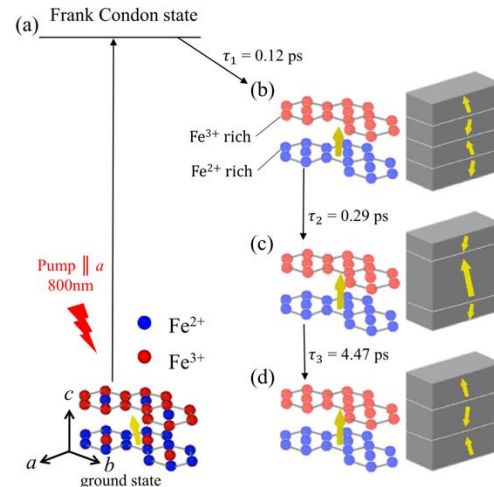 (a)
Frank Condon state
τ₁ = 0.12 ps
(b)
Fe³⁺ rich
Fe²⁺ rich
τ₂ = 0.29 ps
(c)
Pump ∥ a
800nm
Fe²⁺
Fe³⁺
τ₃ = 4.47 ps
(d)
c
a
b
ground state